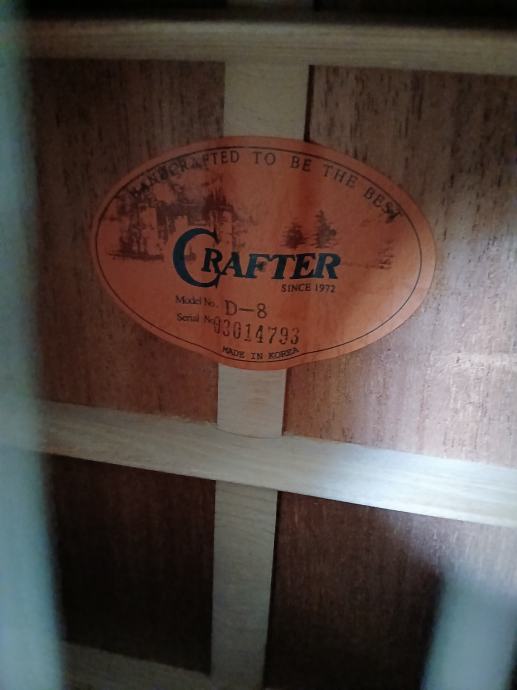 HANDCRAFTED TO BE THE BEST
CRAFTER
SINCE 1972
Model No. D-8
Serial No 03014793
MADE IN KOREA